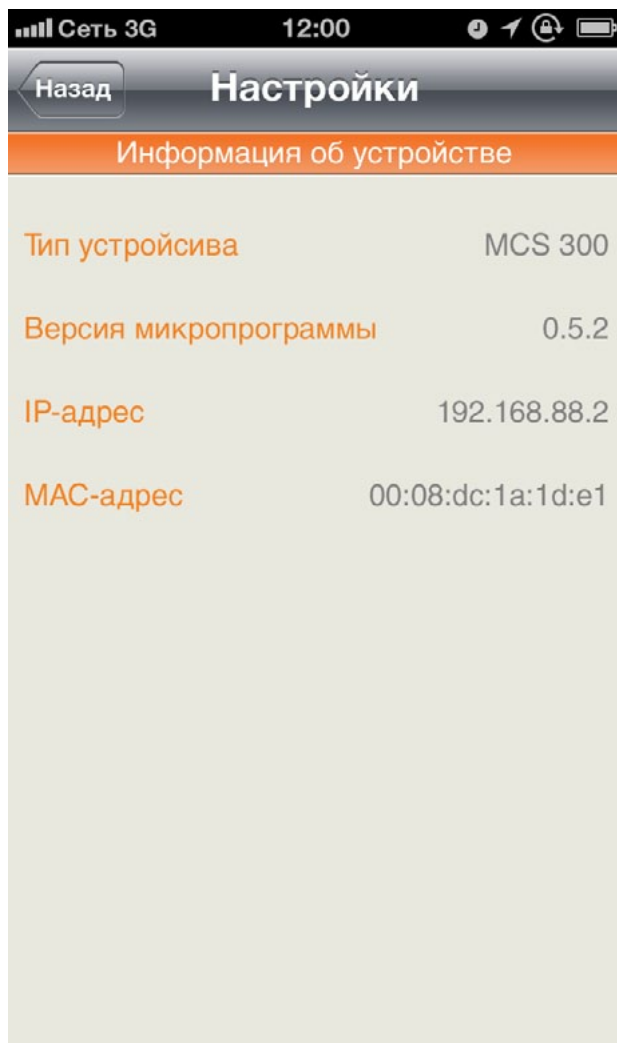 Сеть 3G 12:00
Назад Настройки
Информация об устройстве
Тип устройсива MCS 300
Версия микропрограммы 0.5.2
IP-адрес 192.168.88.2
MAC-адрес 00:08:dc:1a:1d:e1